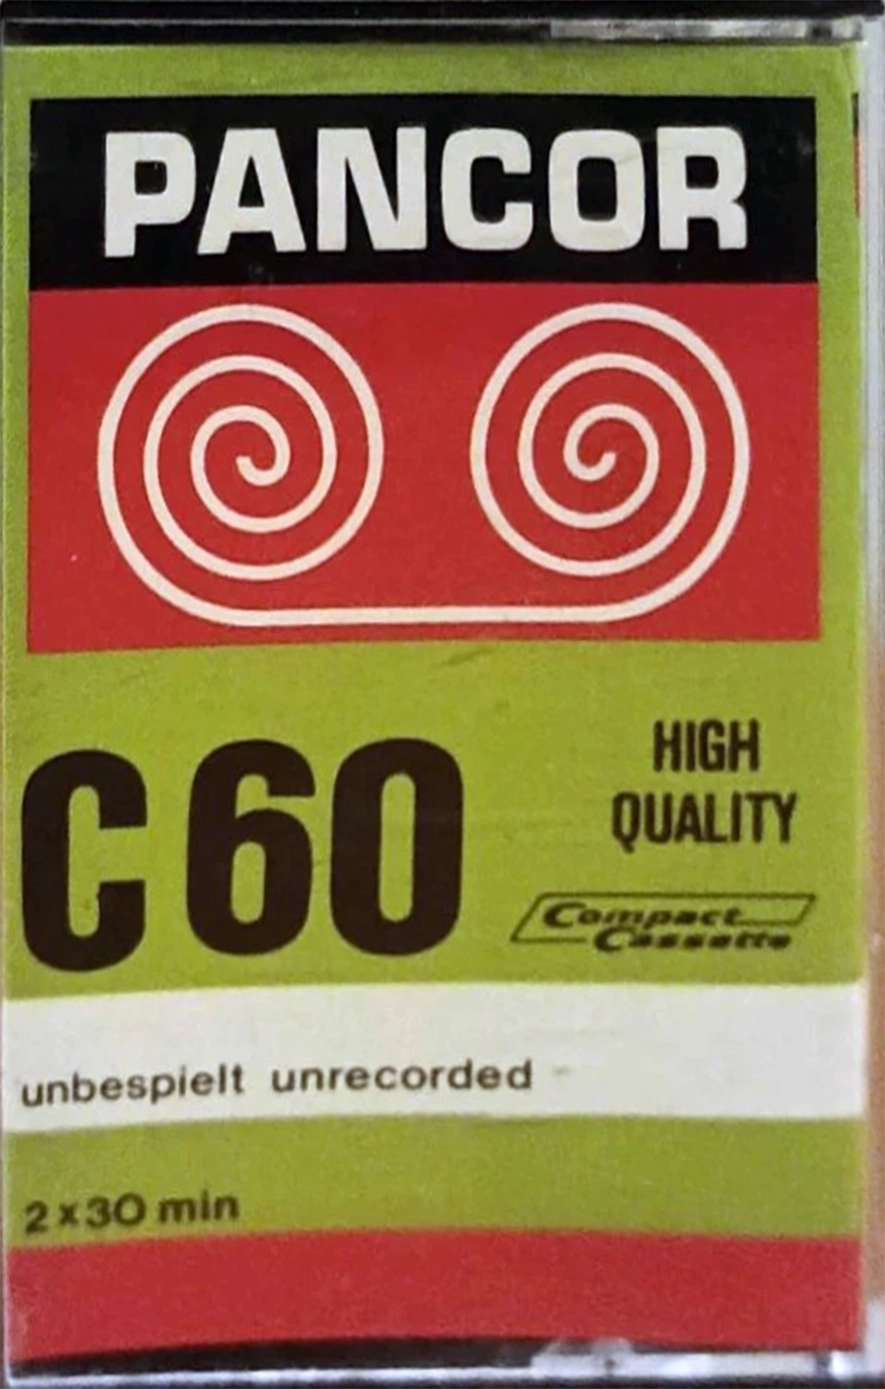 PANCOR
C60
HIGH
QUALITY
Compact
Cassette
unbespielt unrecorded
2x30 min